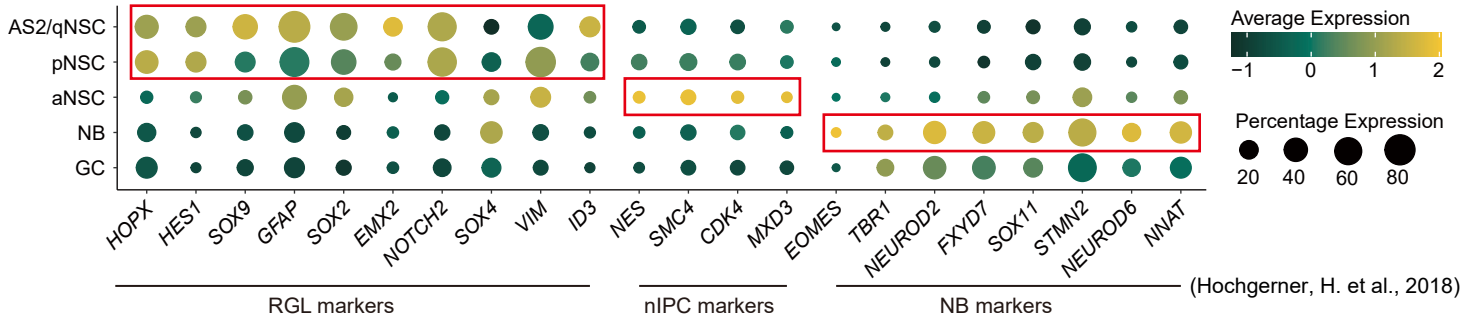 AS2/qNSC
pNSC
aNSC
NB
GC
HOPX
HES1
SOX9
GFAP
SOX2
EMX2
NOTCH2
SOX4
VIM
ID3
NES
SMC4
CDK4
MXD3
EOMES
TBR1
NEUROD2
FXYD7
SOX11
STMN2
NEUROD6
NNAT
RGL markers
nIPC markers
NB markers
(Hochgerner, H. et al., 2018)
Average Expression
−1 0 1 2
Percentage Expression
20 40 60 80